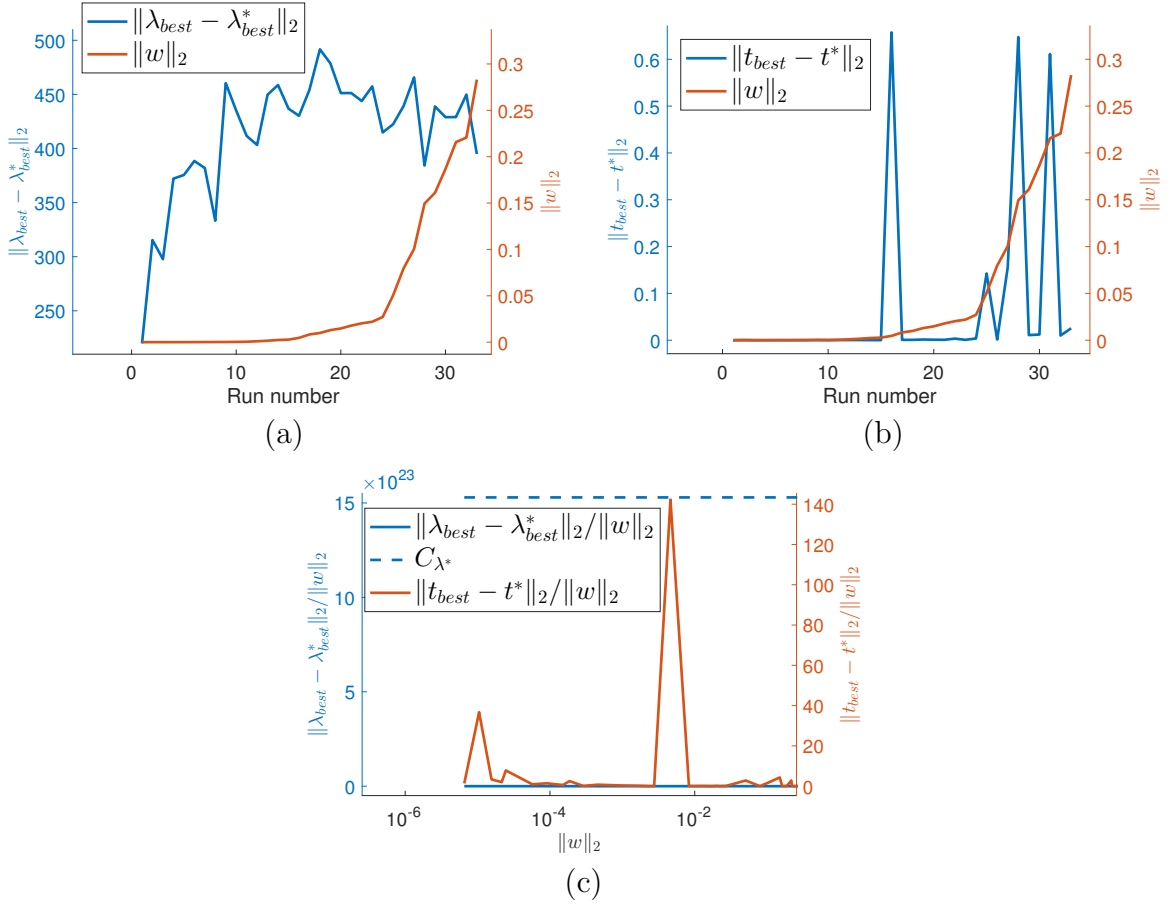 ‖λ_best − λ*_best‖₂
‖w‖₂
500
450
400
350
300
250
‖λ_best − λ*_best‖₂
0.3
0.25
0.2
0.15
0.1
0.05
0
‖w‖₂
0
10
20
30
Run number
(a)
‖t_best − t*‖₂
‖w‖₂
0.6
0.5
0.4
0.3
0.2
0.1
0
‖t_best − t*‖₂
0.3
0.25
0.2
0.15
0.1
0.05
0
‖w‖₂
0
10
20
30
Run number
(b)
×10²³
15
10
5
0
‖λ_best − λ*_best‖₂/‖w‖₂
‖λ_best − λ*_best‖₂/‖w‖₂
C_λ*
‖t_best − t*‖₂/‖w‖₂
140
120
100
80
60
40
20
0
‖t_best − t*‖₂/‖w‖₂
10⁻⁶
10⁻⁴
10⁻²
‖w‖₂
(c)